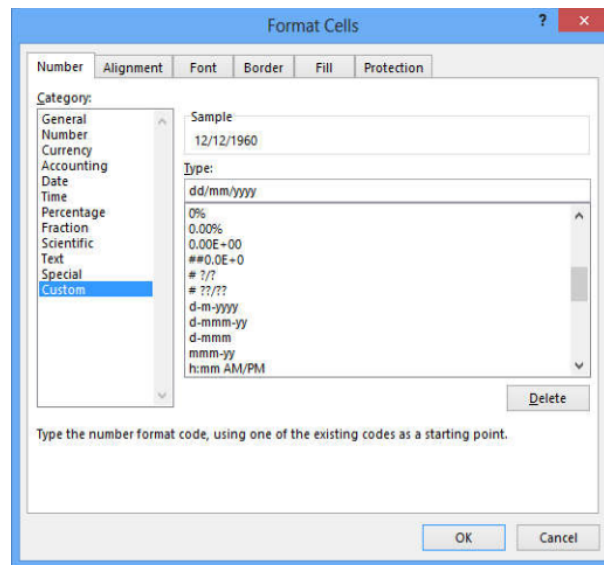 Format Cells
?
×
Number Alignment Font Border Fill Protection
Category:
General
Number
Currency
Accounting
Date
Time
Percentage
Fraction
Scientific
Text
Special
Custom
Sample
12/12/1960
Type:
dd/mm/yyyy
0%
0.00%
0.00E+00
##0.0E+0
# ?/?
# ??/??
d-m-yyyy
d-mmm-yy
d-mmm
mmm-yy
h:mm AM/PM
Delete
Type the number format code, using one of the existing codes as a starting point.
OK Cancel